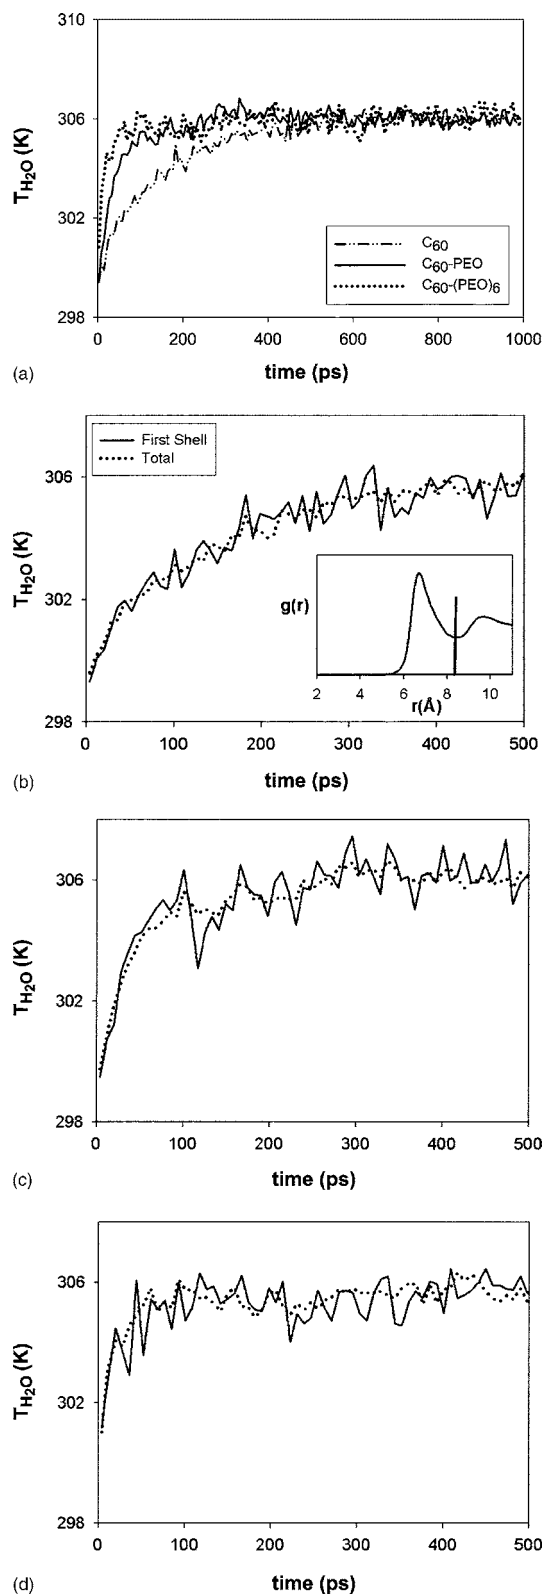 310
306
302
298
T_H2O (K)
C60
C60-PEO
C60-(PEO)6
0 200 400 600 800 1000
time (ps)
(a)
First Shell
Total
306
302
298
T_H2O (K)
g(r)
2 4 6 8 10
r(Å)
0 100 200 300 400 500
time (ps)
(b)
306
302
298
T_H2O (K)
0 100 200 300 400 500
time (ps)
(c)
306
302
298
T_H2O (K)
0 100 200 300 400 500
time (ps)
(d)